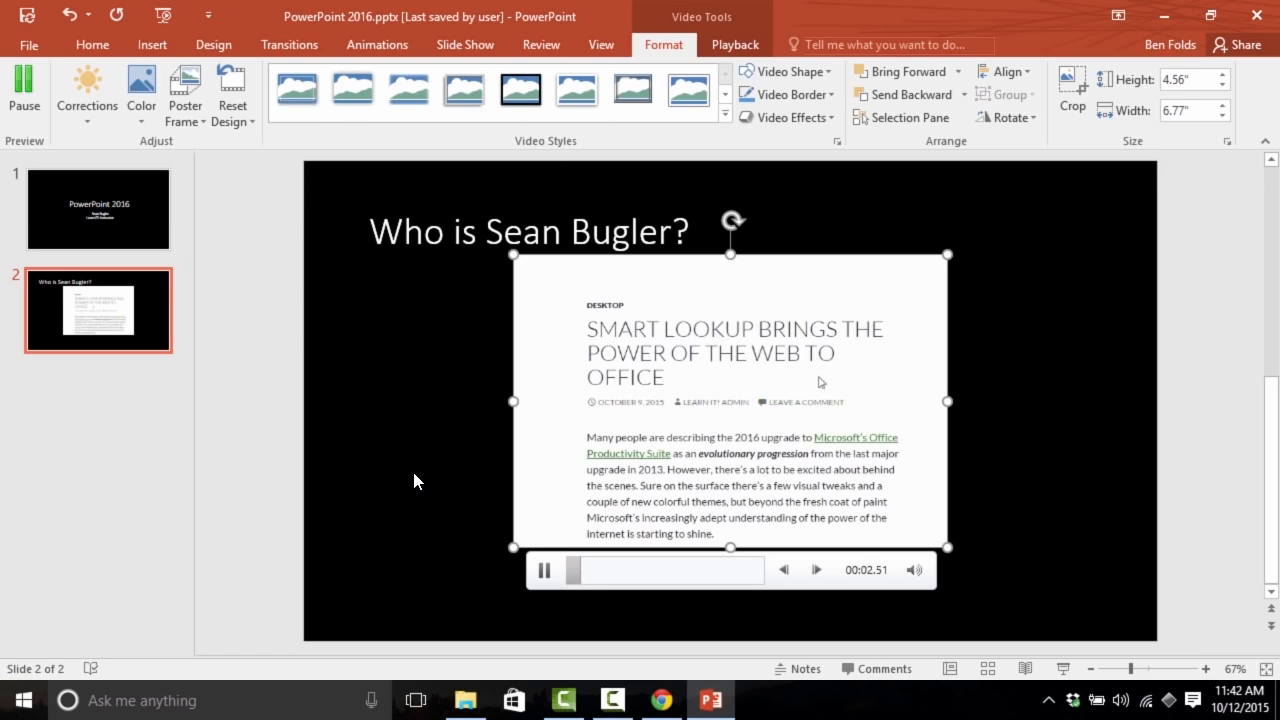 PowerPoint 2016.pptx [Last saved by user] - PowerPoint
Video Tools
File Home Insert Design Transitions Animations Slide Show Review View Format Playback Tell me what you want to do... Ben Folds Share
Pause
Corrections
Color
Poster Frame
Reset Design
Video Shape
Video Border
Video Effects
Bring Forward
Send Backward
Selection Pane
Align
Group
Rotate
Crop
Height: 4.56"
Width: 6.77"
Preview Adjust Video Styles Arrange Size
1
PowerPoint 2016
Sean Bugler
2
Who is Sean Bugler?
Who is Sean Bugler?
DESKTOP
SMART LOOKUP BRINGS THE
POWER OF THE WEB TO
OFFICE
OCTOBER 9, 2015 LEARN IT! ADMIN LEAVE A COMMENT
Many people are describing the 2016 upgrade to Microsoft's Office
Productivity Suite as an evolutionary progression from the last major
upgrade in 2013. However, there's a lot to be excited about behind
the scenes. Sure on the surface there's a few visual tweaks and a
couple of new colorful themes, but beyond the fresh coat of paint
Microsoft's increasingly adept understanding of the power of the
internet is starting to shine.
00:02.51
Slide 2 of 2 Notes Comments 67%
Ask me anything
11:42 AM
10/12/2015